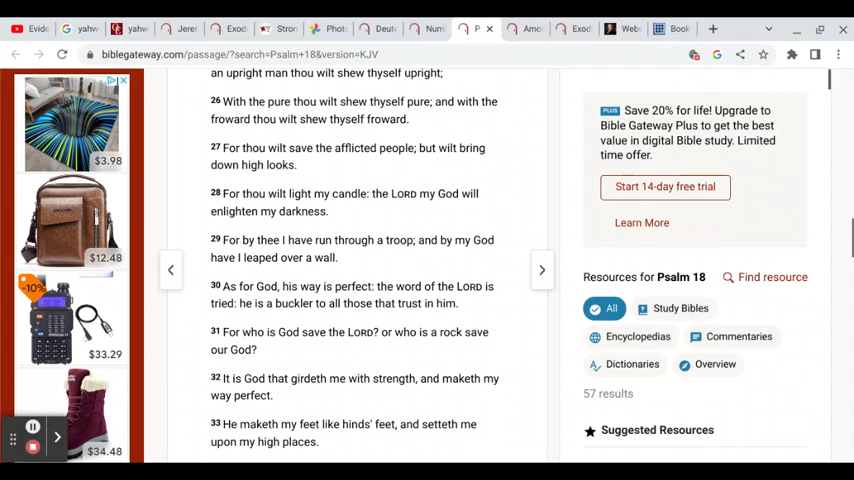 Evide
yahw
yahw
Jeren
Exod
Stron
Photo
Deut
Num
P
Amo
Exod
Webs
Book
biblegateway.com/passage/?search=Psalm+18&version=KJV
an upright man thou wilt shew thyself upright;
26 With the pure thou wilt shew thyself pure; and with the
froward thou wilt shew thyself froward.
27 For thou wilt save the afflicted people; but wilt bring
down high looks.
28 For thou wilt light my candle: the LORD my God will
enlighten my darkness.
29 For by thee I have run through a troop; and by my God
have I leaped over a wall.
30 As for God, his way is perfect: the word of the LORD is
tried: he is a buckler to all those that trust in him.
31 For who is God save the LORD? or who is a rock save
our God?
32 It is God that girdeth me with strength, and maketh my
way perfect.
33 He maketh my feet like hinds' feet, and setteth me
upon my high places.
$3.98
$12.48
-10%
$33.29
$34.48
PLUS Save 20% for life! Upgrade to
Bible Gateway Plus to get the best
value in digital Bible study. Limited
time offer.
Start 14-day free trial
Learn More
Resources for Psalm 18
Find resource
All
Study Bibles
Encyclopedias
Commentaries
Dictionaries
Overview
57 results
Suggested Resources